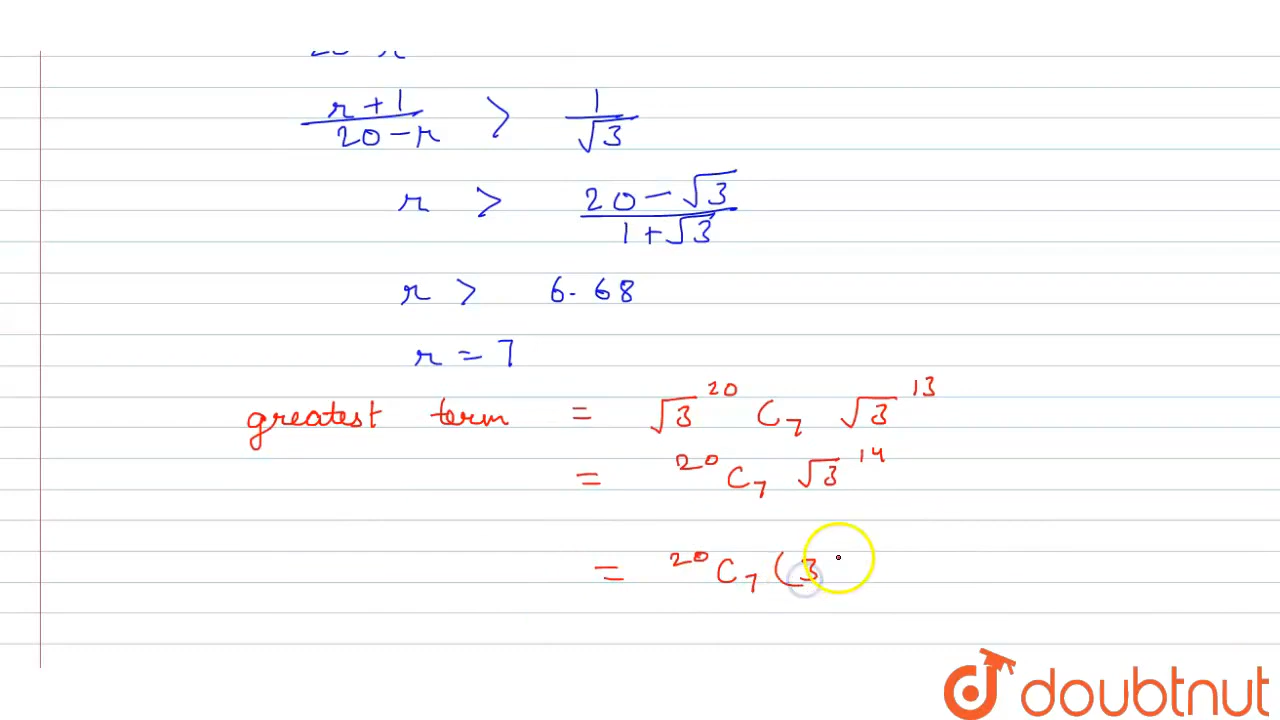 r + 1 / 20 - r > 1 / √3
r > 20 - √3 / 1 + √3
r > 6.68
r = 7
greatest term = √3 ²⁰C₇ √3¹³
= ²⁰C₇ √3¹⁴
= ²⁰C₇ (3
doubtnut